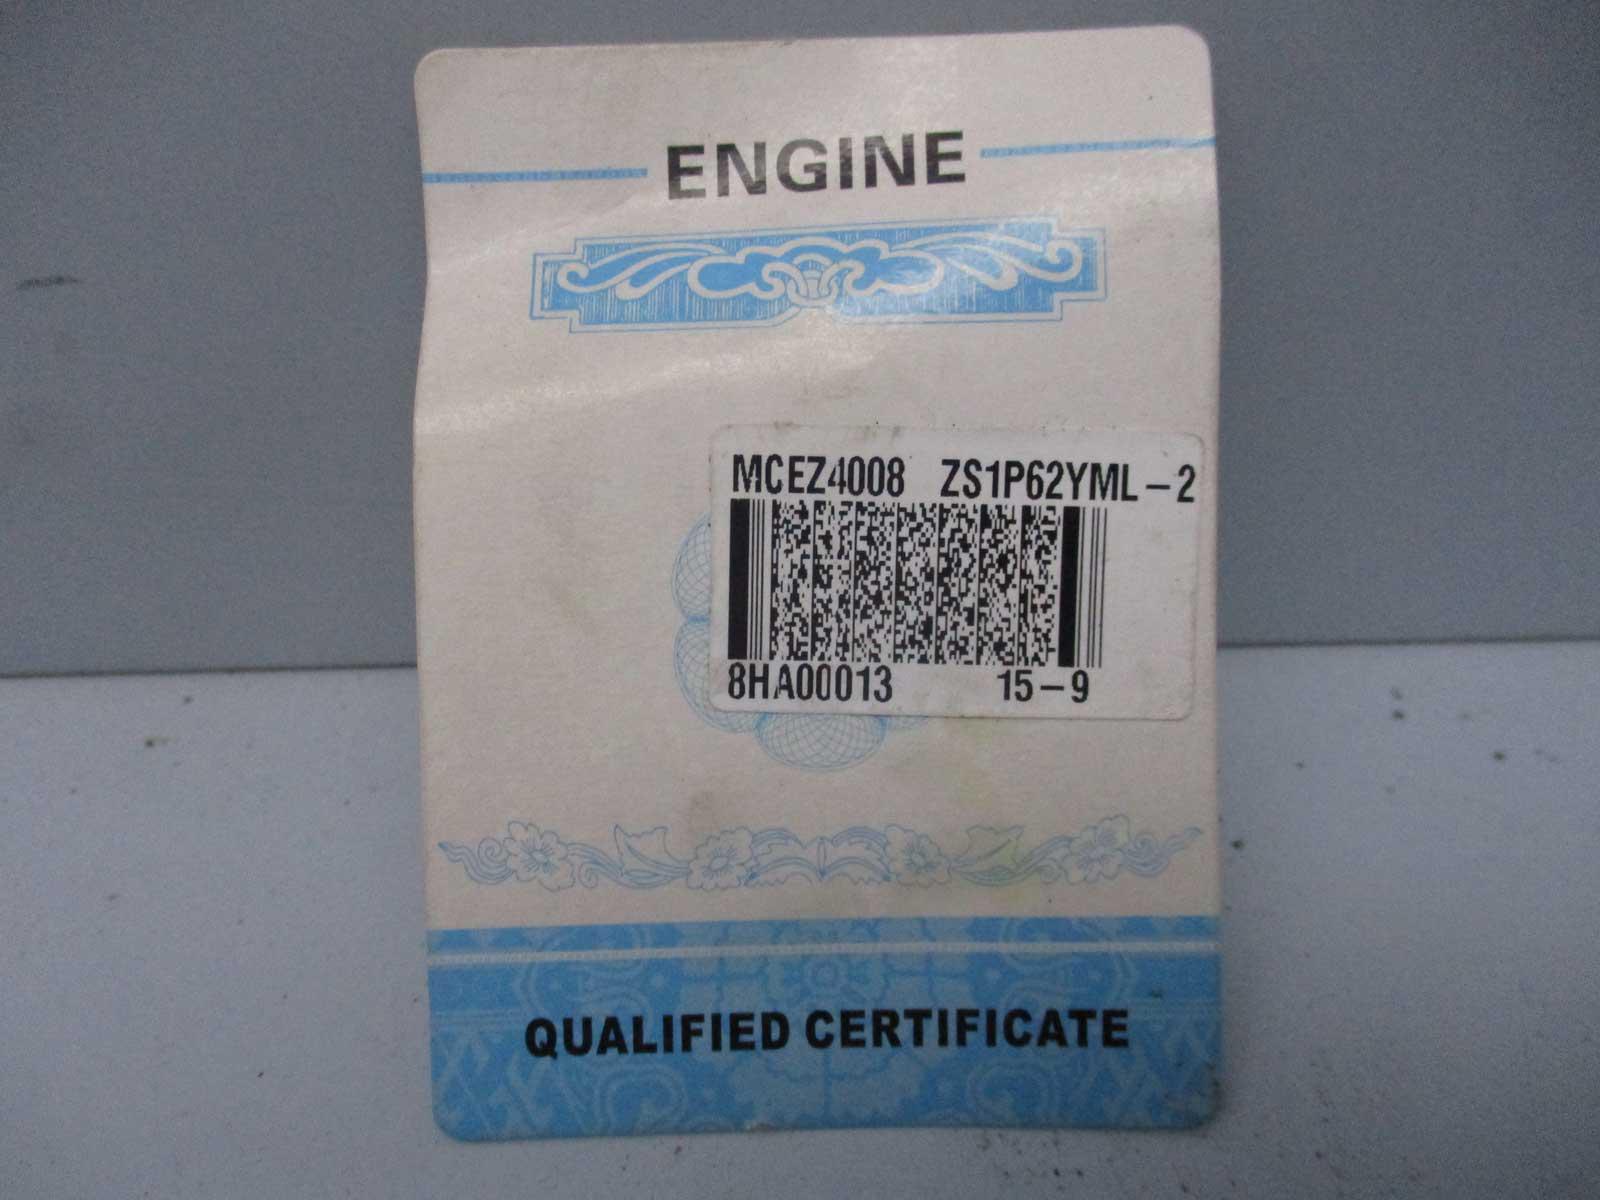 ENGINE
MCEZ4008 ZS1P62YML-2
8HA00013 15-9
QUALIFIED CERTIFICATE